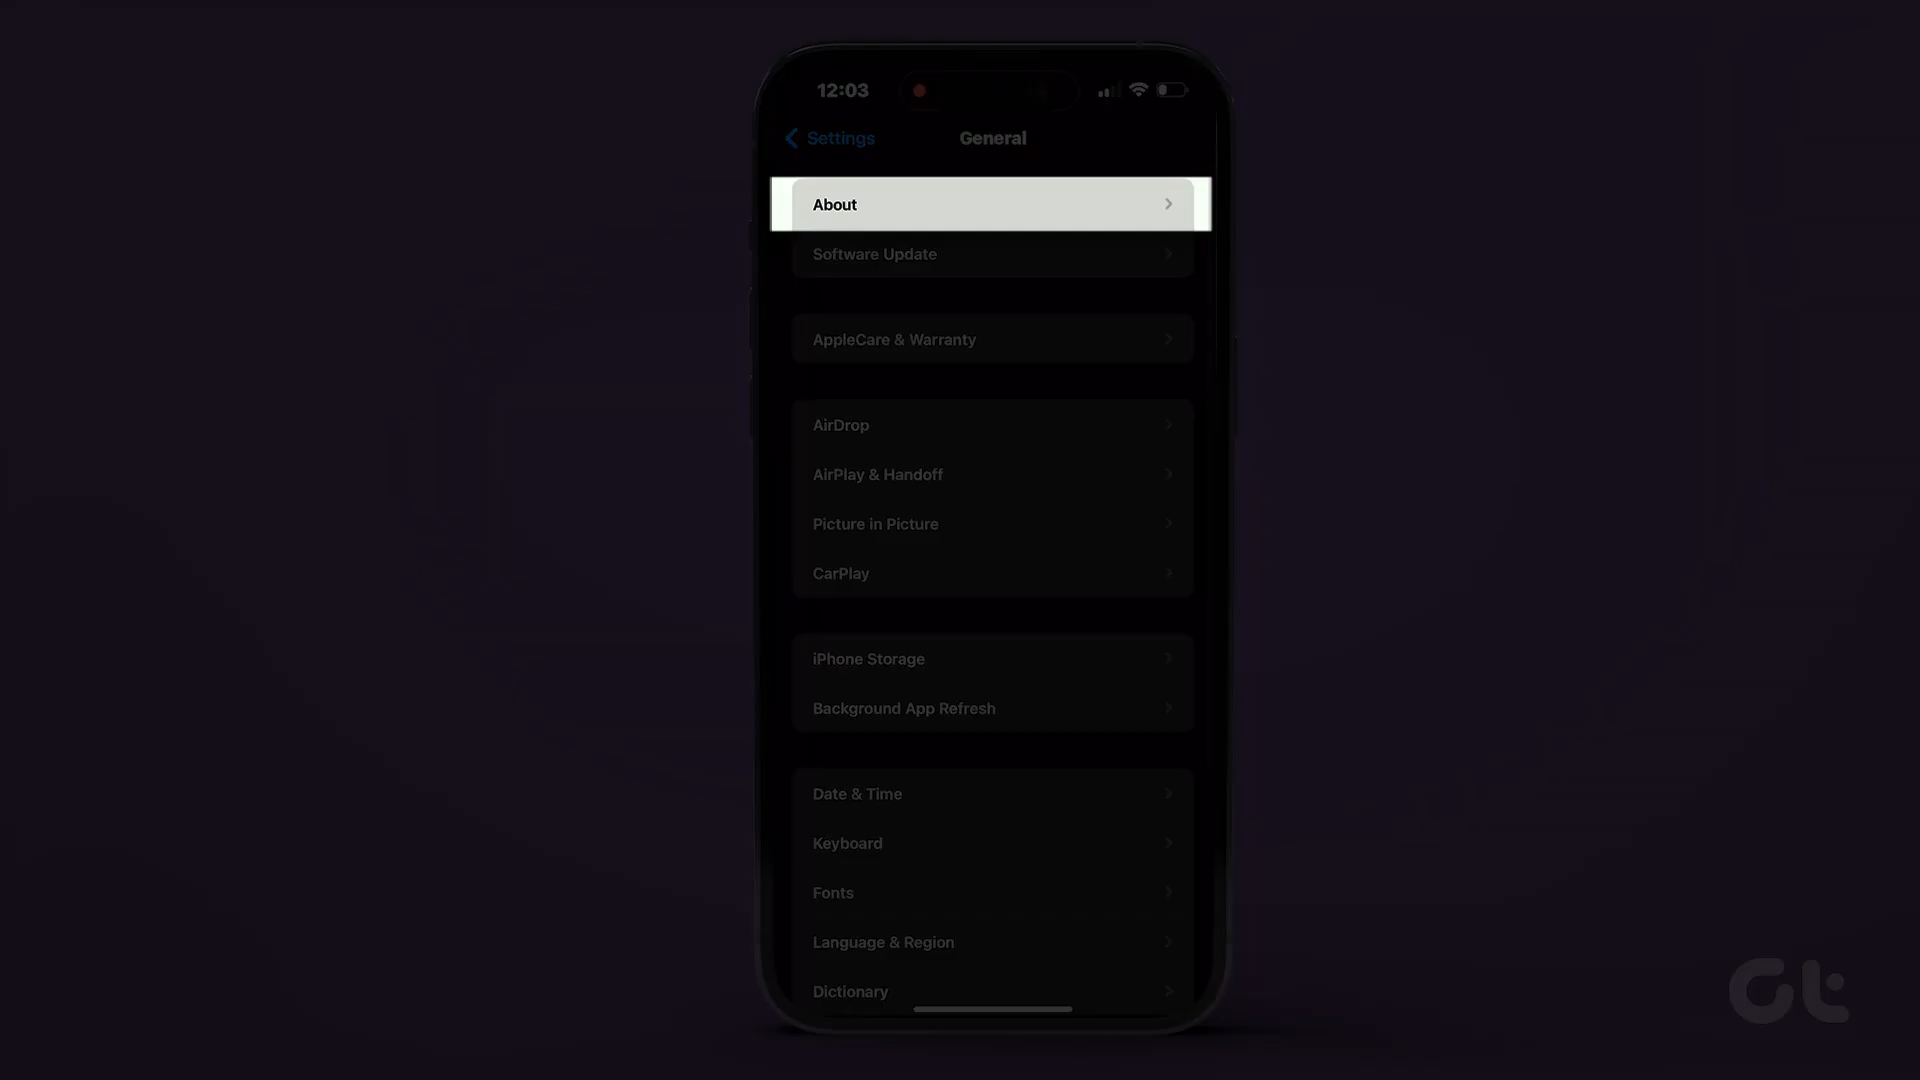 12:03
Settings
General
About
Software Update
AppleCare & Warranty
AirDrop
AirPlay & Handoff
Picture in Picture
CarPlay
iPhone Storage
Background App Refresh
Date & Time
Keyboard
Fonts
Language & Region
Dictionary
Gt